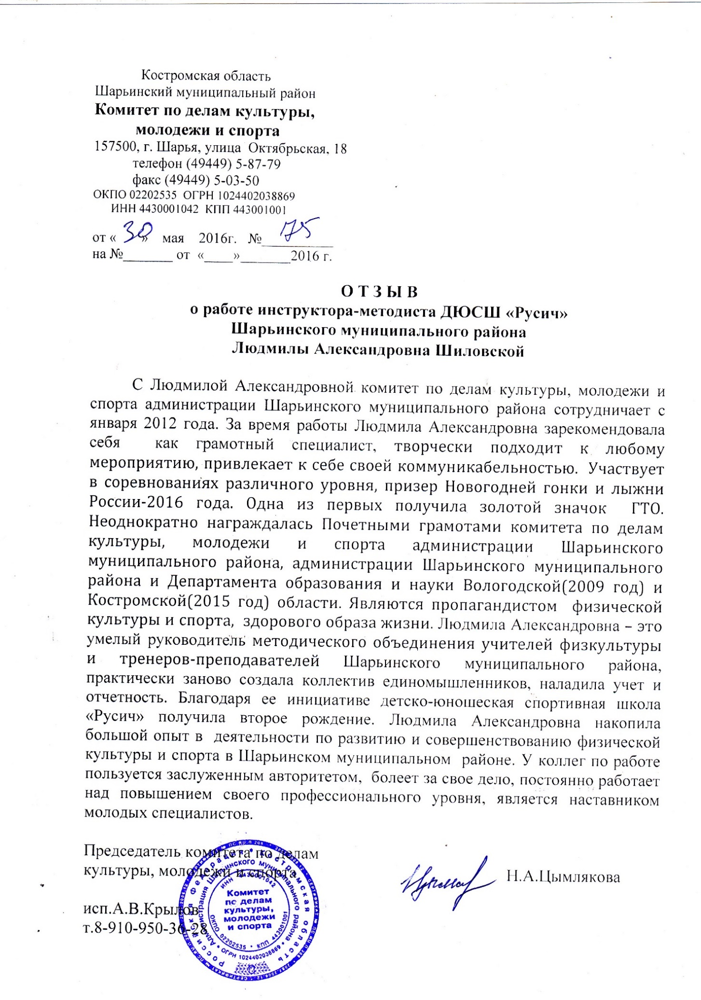 Костромская область
Шарьинский муниципальный район
Комитет по делам культуры,
молодежи и спорта
157500, г. Шарья, улица  Октябрьская, 18
телефон (49449) 5-87-79
факс (49449) 5-03-50
ОКПО 02202535  ОГРН 1024402038869
ИНН 4430001042  КПП 443001001
от « 30 »  мая  2016г.  № 175
на №_______ от «____»_______2016 г.
О Т З Ы В
о работе инструктора-методиста ДЮСШ «Русич»
Шарьинского муниципального района
Людмилы Александровна Шиловской
С Людмилой Александровной комитет по делам культуры, молодежи и
спорта администрации Шарьинского муниципального района сотрудничает с
января 2012 года. За время работы Людмила Александровна зарекомендовала
себя  как грамотный специалист, творчески подходит к любому
мероприятию, привлекает к себе своей коммуникабельностью.  Участвует
в соревнованиях различного уровня, призер Новогодней гонки и лыжни
России-2016 года. Одна из первых получила золотой значок  ГТО.
Неоднократно награждалась Почетными грамотами комитета по делам
культуры, молодежи и спорта администрации Шарьинского
муниципального района, администрации Шарьинского муниципального
района и Департамента образования и науки Вологодской(2009 год) и
Костромской(2015 год) области. Являются пропагандистом  физической
культуры и спорта,  здорового образа жизни. Людмила Александровна – это
умелый руководитель методического объединения учителей физкультуры
и тренеров-преподавателей Шарьинского муниципального района,
практически заново создала коллектив единомышленников, наладила учет и
отчетность. Благодаря ее инициативе детско-юношеская спортивная школа
«Русич» получила второе рождение. Людмила Александровна накопила
большой опыт в  деятельности по развитию и совершенствованию физической
культуры и спорта в Шарьинском муниципальном  районе. У коллег по работе
пользуется заслуженным авторитетом,  болеет за свое дело, постоянно работает
над повышением своего профессионального уровня, является наставником
молодых специалистов.
Председатель комитета по делам
культуры, молодежи и спорта
Н.А.Цымлякова
исп.А.В.Крылов
т.8-910-950-36-28
Российская Федерация * Костромская область
Администрация Шарьинского муниципального района
ИНН 4430001042
ОКПО 02202535 * КПП 443001001
ОГРН 1024402038869
Комитет
по делам
культуры,
молодежи
и спорта